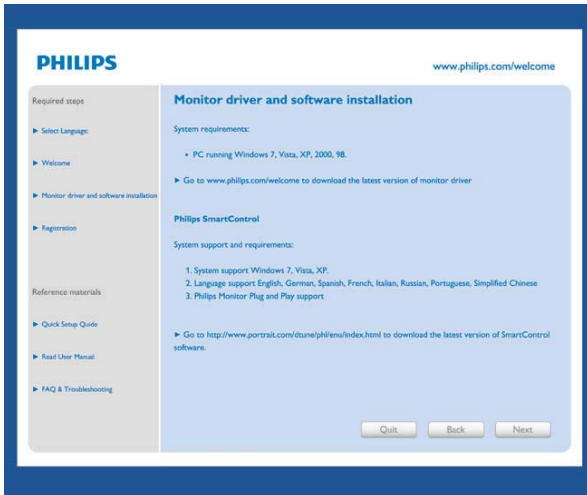 PHILIPS
www.philips.com/welcome
Required steps
Select Language:
Welcome
Monitor driver and software installation
Registration
Reference materials
Quick Setup Quide
Read User Manual
FAQ & Troubleshooting
Monitor driver and software installation
System requirements:
• PC running Windows 7, Vista, XP, 2000, 98.
Go to www.philips.com/welcome to download the latest version of monitor driver
Philips SmartControl
System support and requirements:
1. System support Windows 7, Vista, XP.
2. Language support English, German, Spanish, French, Italian, Russian, Portuguese, Simplified Chinese
3. Philips Monitor Plug and Play support
Go to http://www.portrait.com/dtune/phl/enu/index.html to download the latest version of SmartControl
software.
Quit
Back
Next